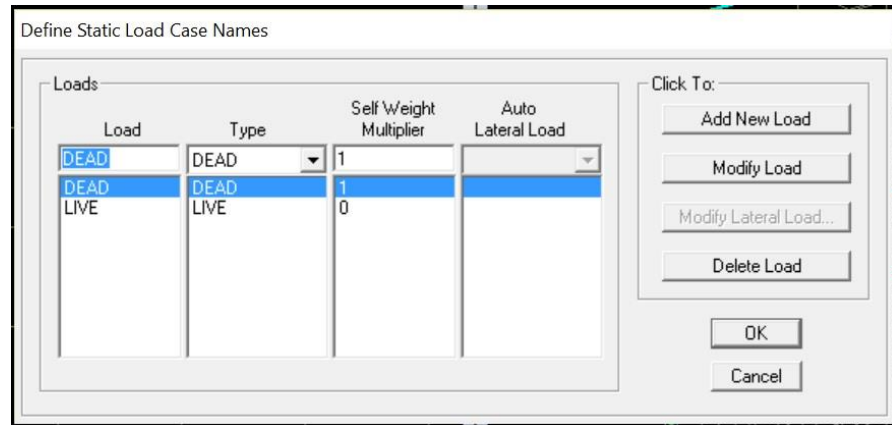 Define Static Load Case Names
Loads
Load Type Self Weight Multiplier Auto Lateral Load
DEAD DEAD 1
DEAD DEAD 1
LIVE LIVE 0
Click To:
Add New Load
Modify Load
Modify Lateral Load...
Delete Load
OK
Cancel